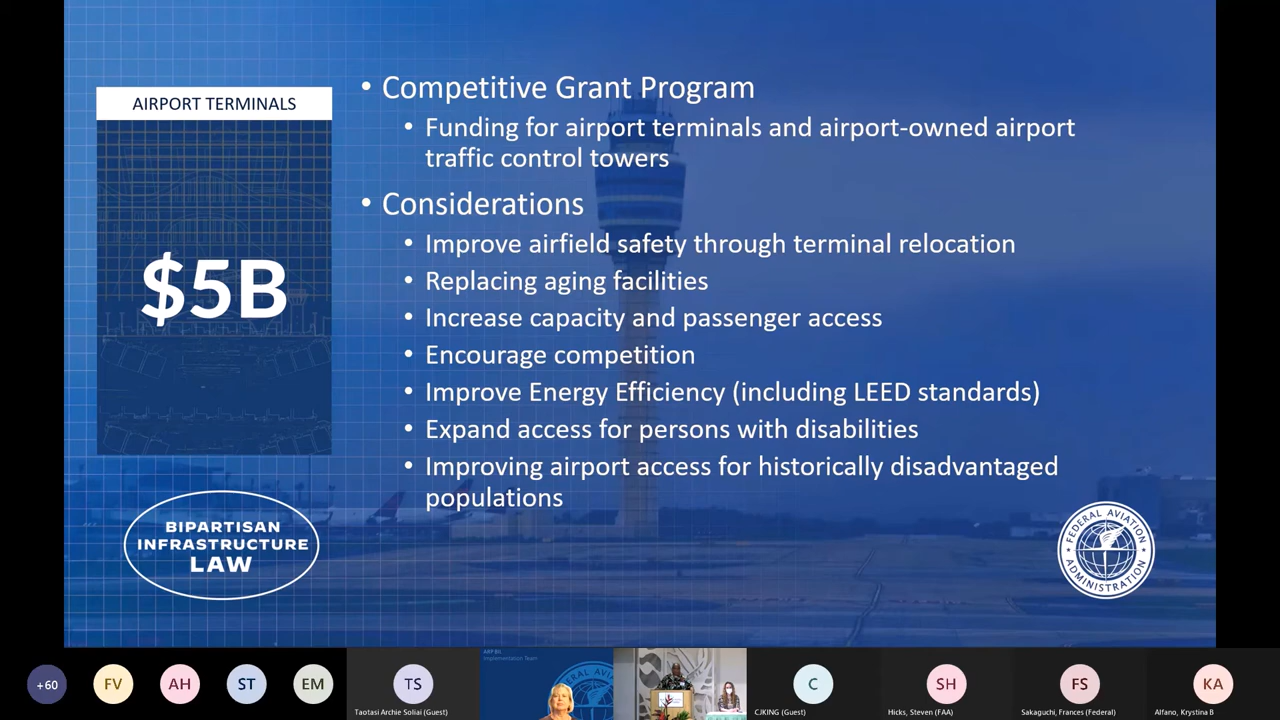 AIRPORT TERMINALS
$5B
• Competitive Grant Program
• Funding for airport terminals and airport-owned airport
traffic control towers
• Considerations
• Improve airfield safety through terminal relocation
• Replacing aging facilities
• Increase capacity and passenger access
• Encourage competition
• Improve Energy Efficiency (including LEED standards)
• Expand access for persons with disabilities
• Improving airport access for historically disadvantaged
populations
BIPARTISAN
INFRASTRUCTURE
LAW
FEDERAL AVIATION
ADMINISTRATION
+60
FV
AH
ST
EM
TS
Taotasi Archie Soliai (Guest)
ARP BIL
Implementation Team
C
CJKING (Guest)
SH
Hicks, Steven (FAA)
FS
Sakaguchi, Frances (Federal)
KA
Alfano, Krystina B